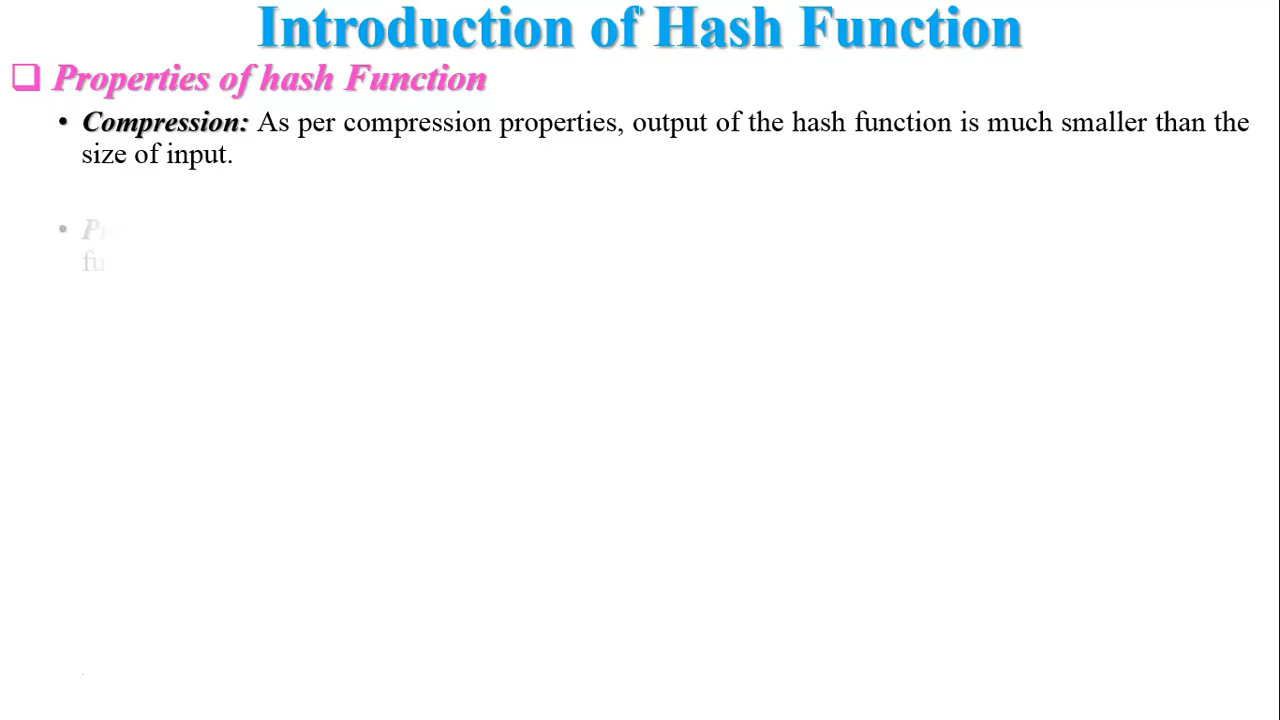 Introduction of Hash Function
❑ Properties of hash Function
• Compression: As per compression properties, output of the hash function is much smaller than the
size of input.
•